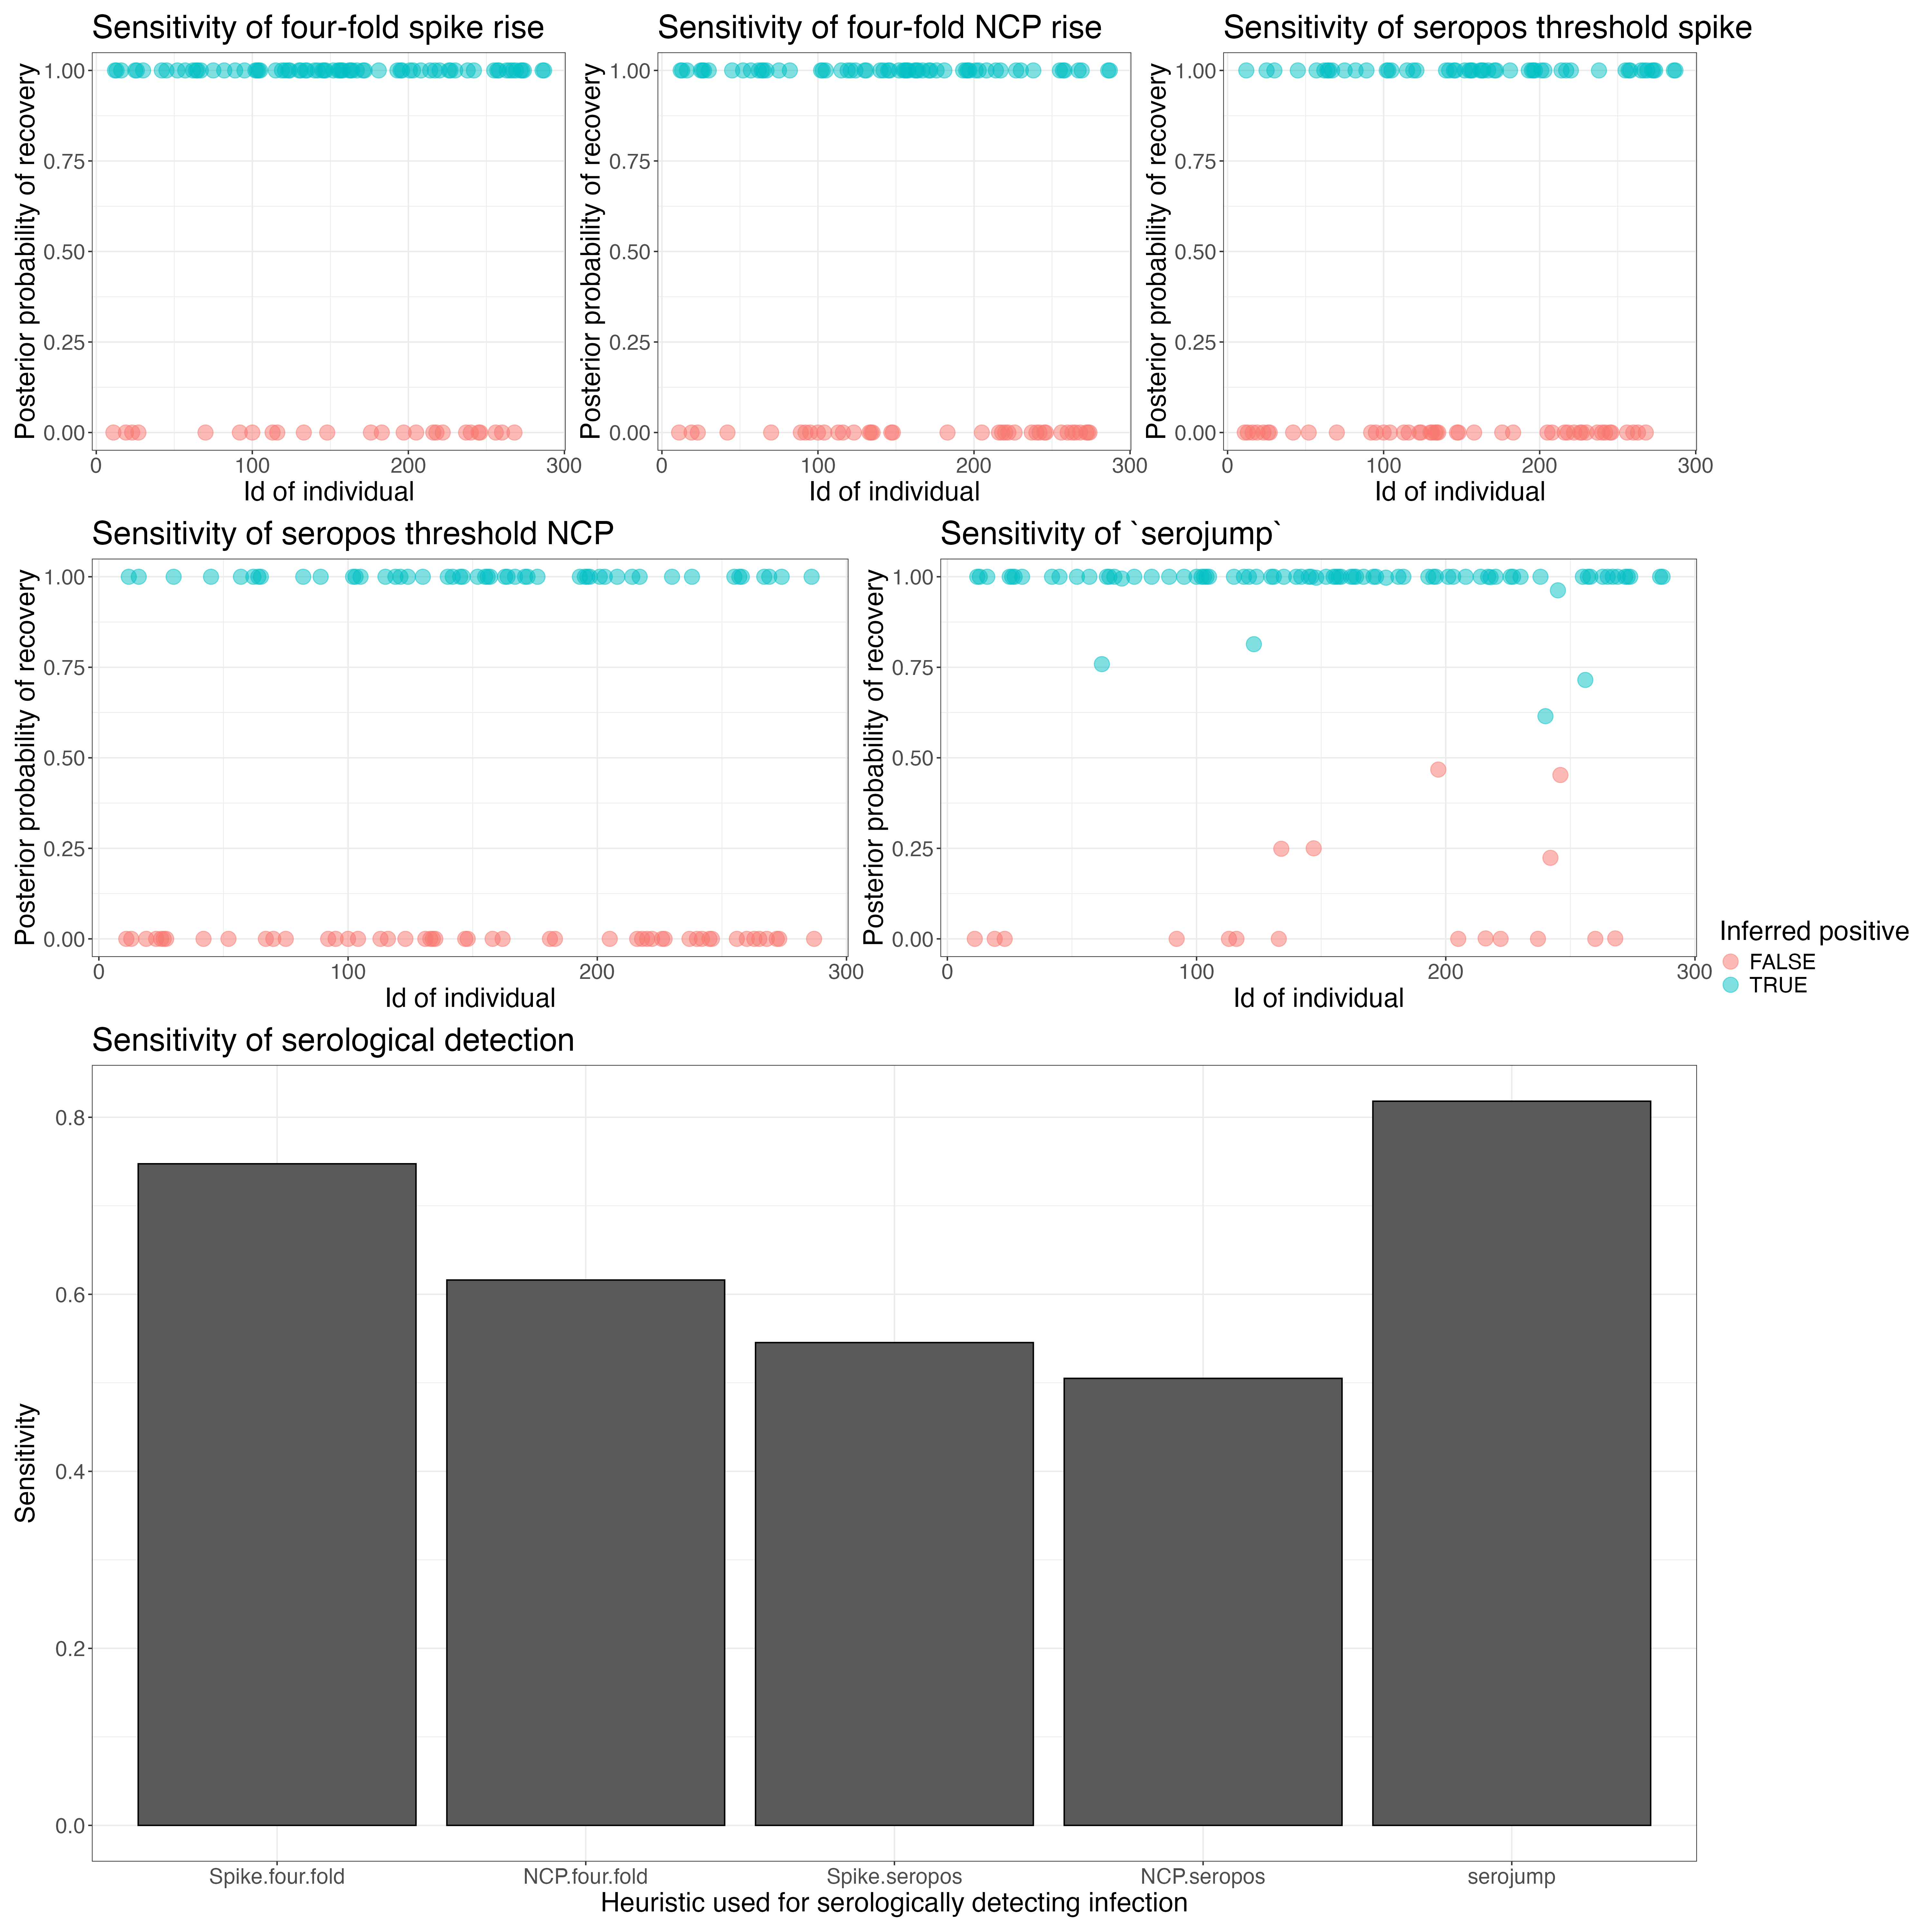 Sensitivity of four-fold spike rise
Posterior probability of recovery
1.00
0.75
0.50
0.25
0.00
0 100 200 300
Id of individual
Sensitivity of four-fold NCP rise
Posterior probability of recovery
1.00
0.75
0.50
0.25
0.00
0 100 200 300
Id of individual
Sensitivity of seropos threshold spike
Posterior probability of recovery
1.00
0.75
0.50
0.25
0.00
0 100 200 300
Id of individual
Sensitivity of seropos threshold NCP
Posterior probability of recovery
1.00
0.75
0.50
0.25
0.00
0 100 200 300
Id of individual
Sensitivity of `serojump`
Posterior probability of recovery
1.00
0.75
0.50
0.25
0.00
0 100 200 300
Id of individual
Inferred positive
FALSE
TRUE
Sensitivity of serological detection
Sensitivity
0.8
0.6
0.4
0.2
0.0
Spike.four.fold NCP.four.fold Spike.seropos NCP.seropos serojump
Heuristic used for serologically detecting infection